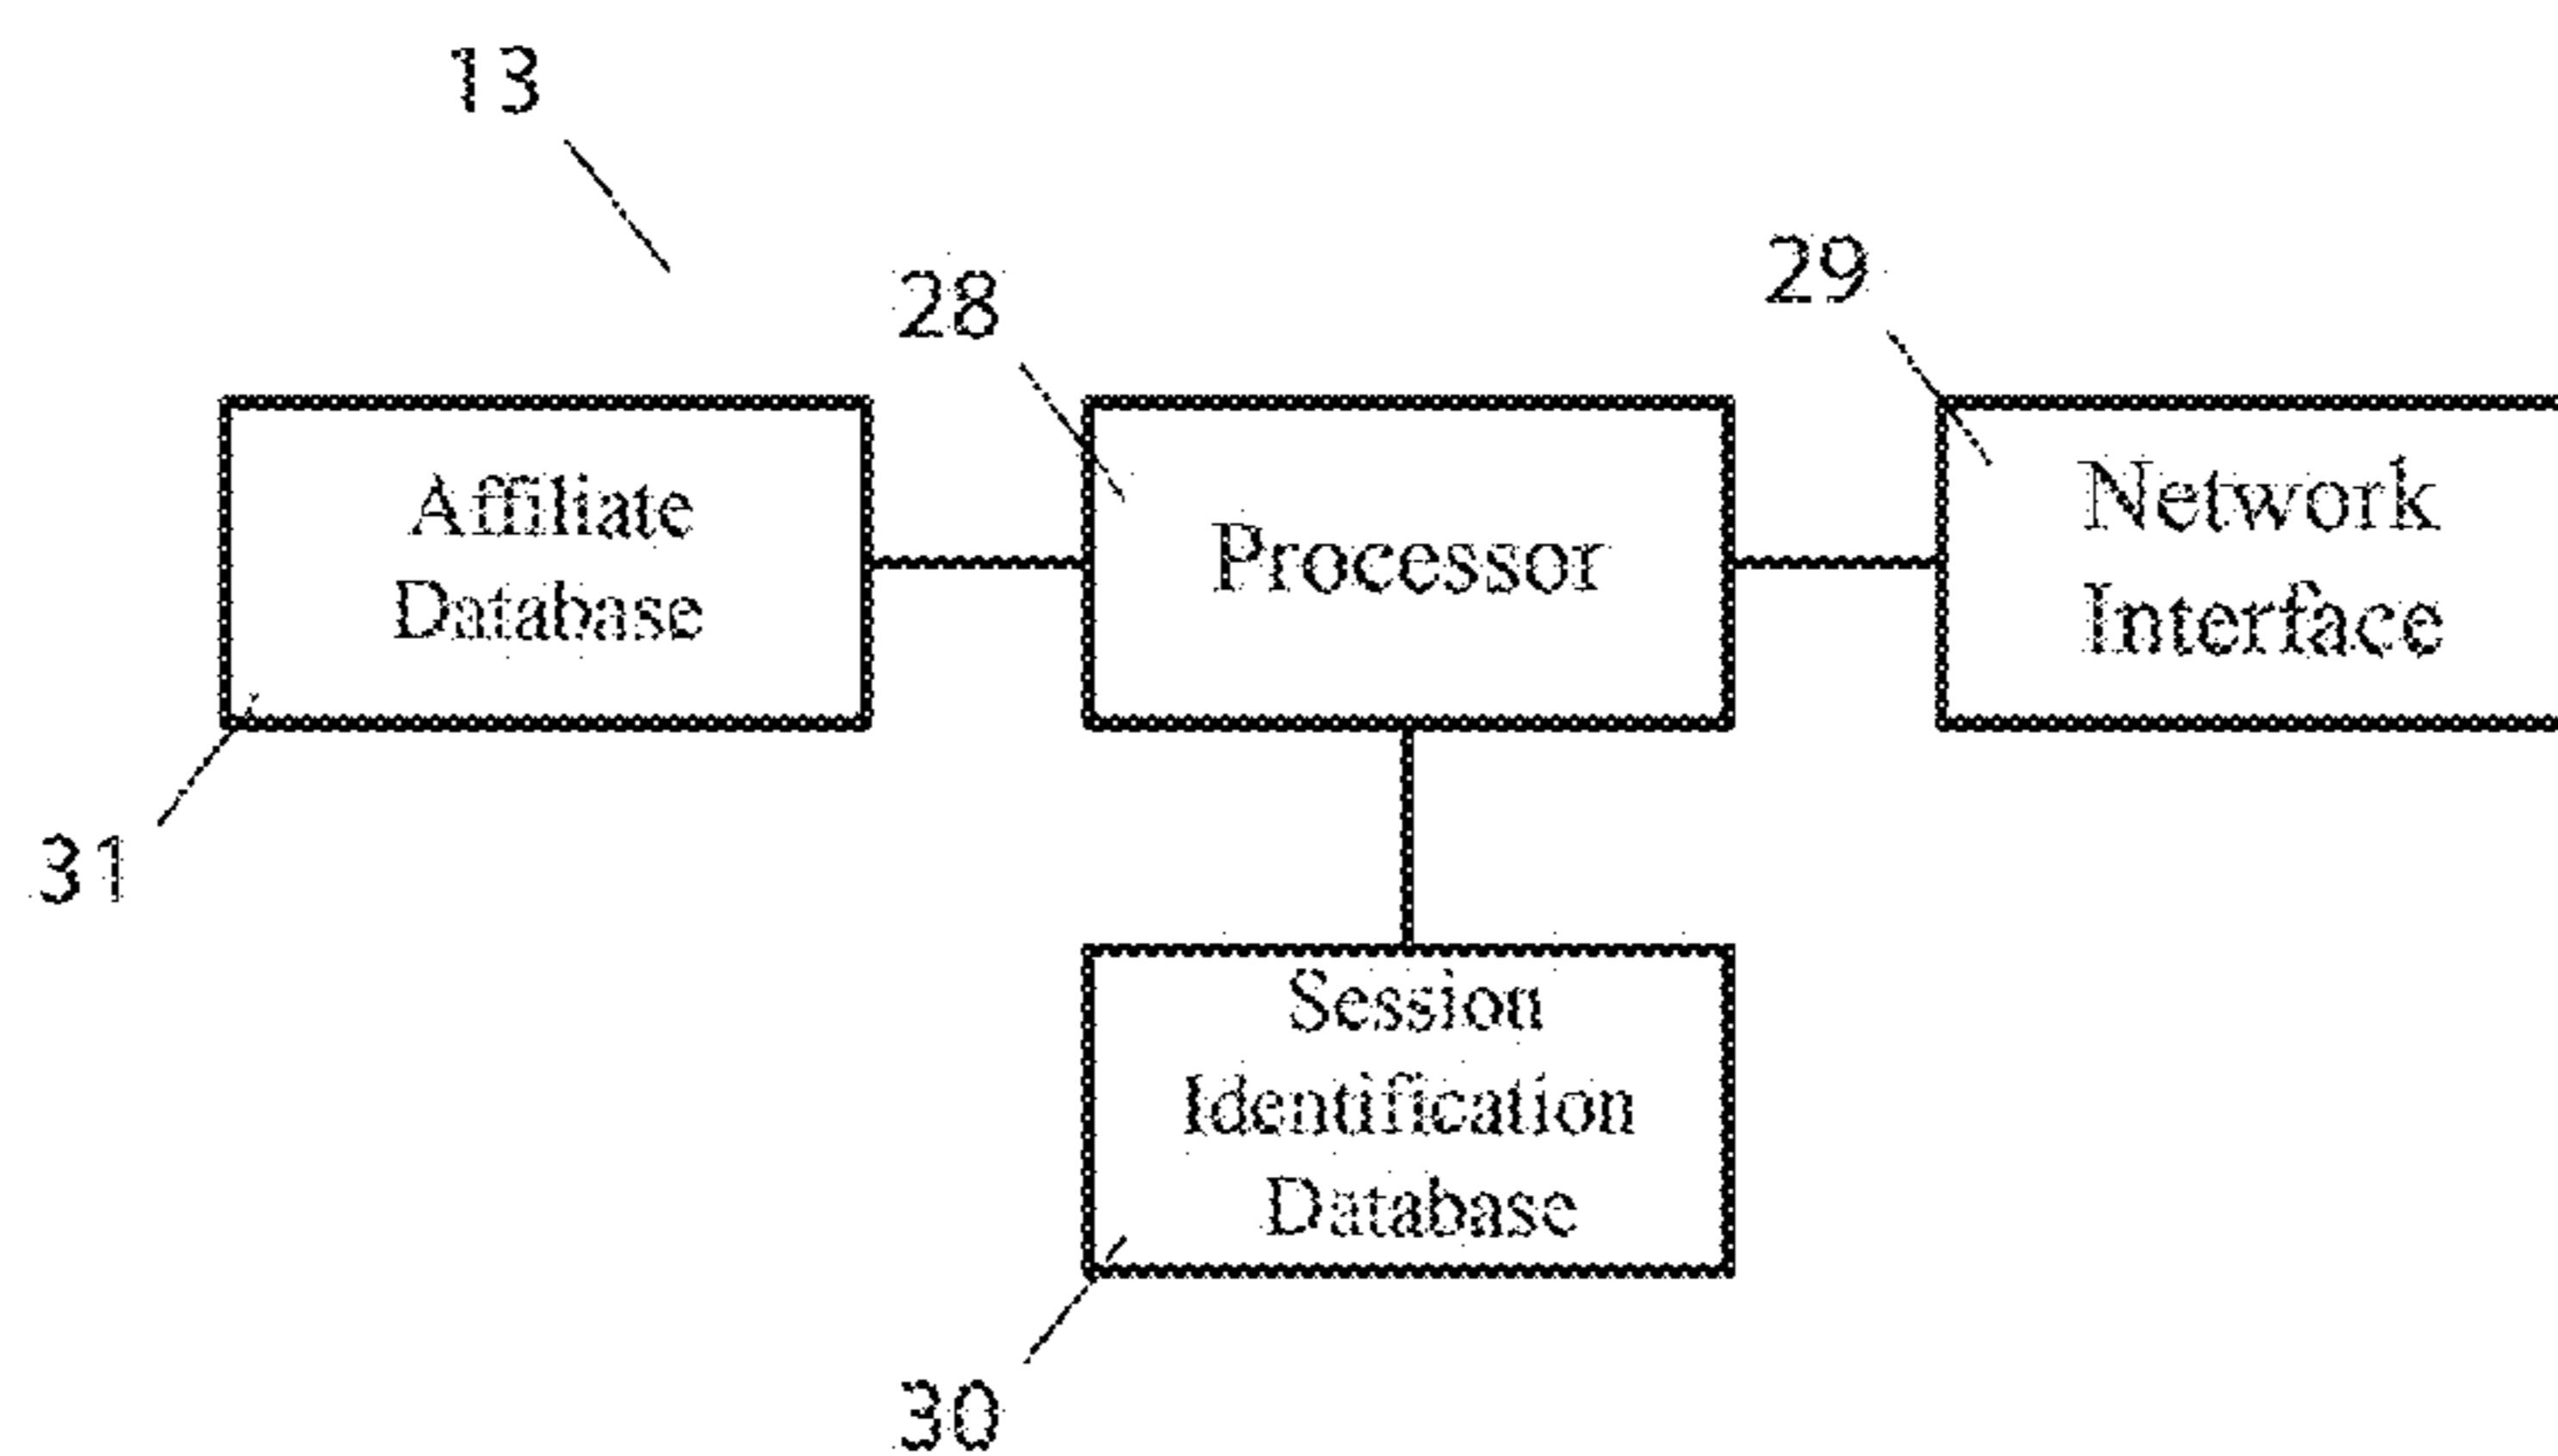 13
28
29
Affiliate
Database
Processor
Network
Interface
31
Session
Identification
Database
30